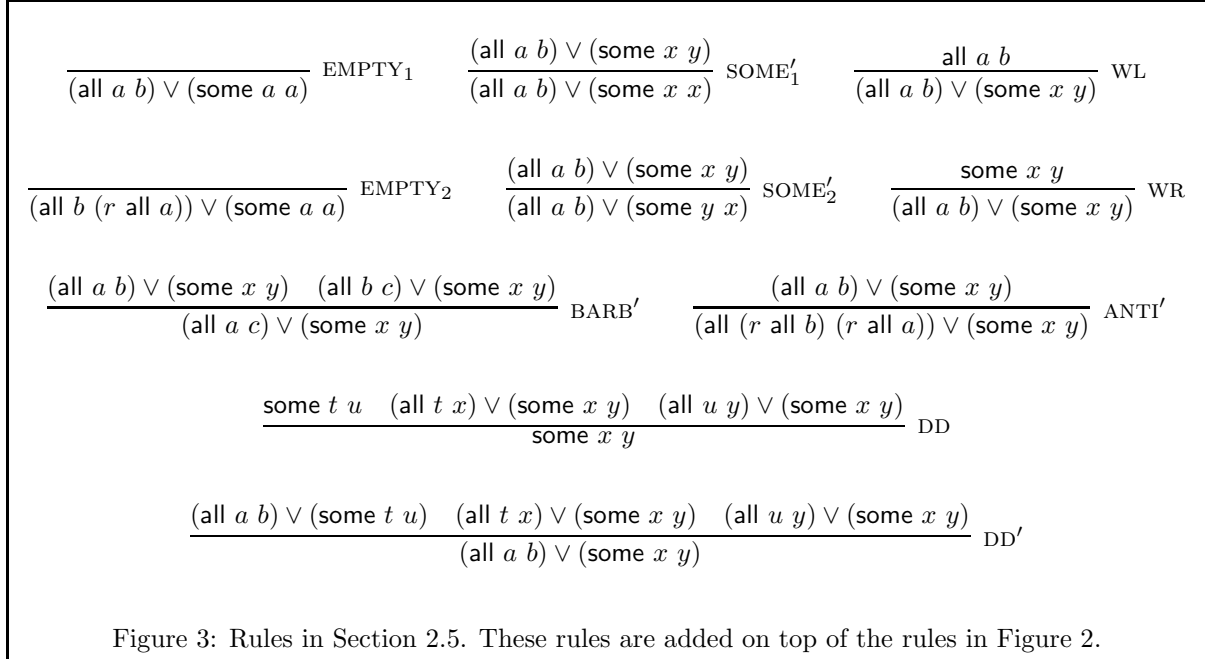 (all a b) ∨ (some a a) EMPTY₁
(all a b) ∨ (some x y)
(all a b) ∨ (some x x) SOME′₁
all a b
(all a b) ∨ (some x y) WL
(all b (r all a)) ∨ (some a a) EMPTY₂
(all a b) ∨ (some x y)
(all a b) ∨ (some y x) SOME′₂
some x y
(all a b) ∨ (some x y) WR
(all a b) ∨ (some x y) (all b c) ∨ (some x y)
(all a c) ∨ (some x y) BARB′
(all a b) ∨ (some x y)
(all (r all b) (r all a)) ∨ (some x y) ANTI′
some t u (all t x) ∨ (some x y) (all u y) ∨ (some x y)
some x y DD
(all a b) ∨ (some t u) (all t x) ∨ (some x y) (all u y) ∨ (some x y)
(all a b) ∨ (some x y) DD′
Figure 3: Rules in Section 2.5. These rules are added on top of the rules in Figure 2.